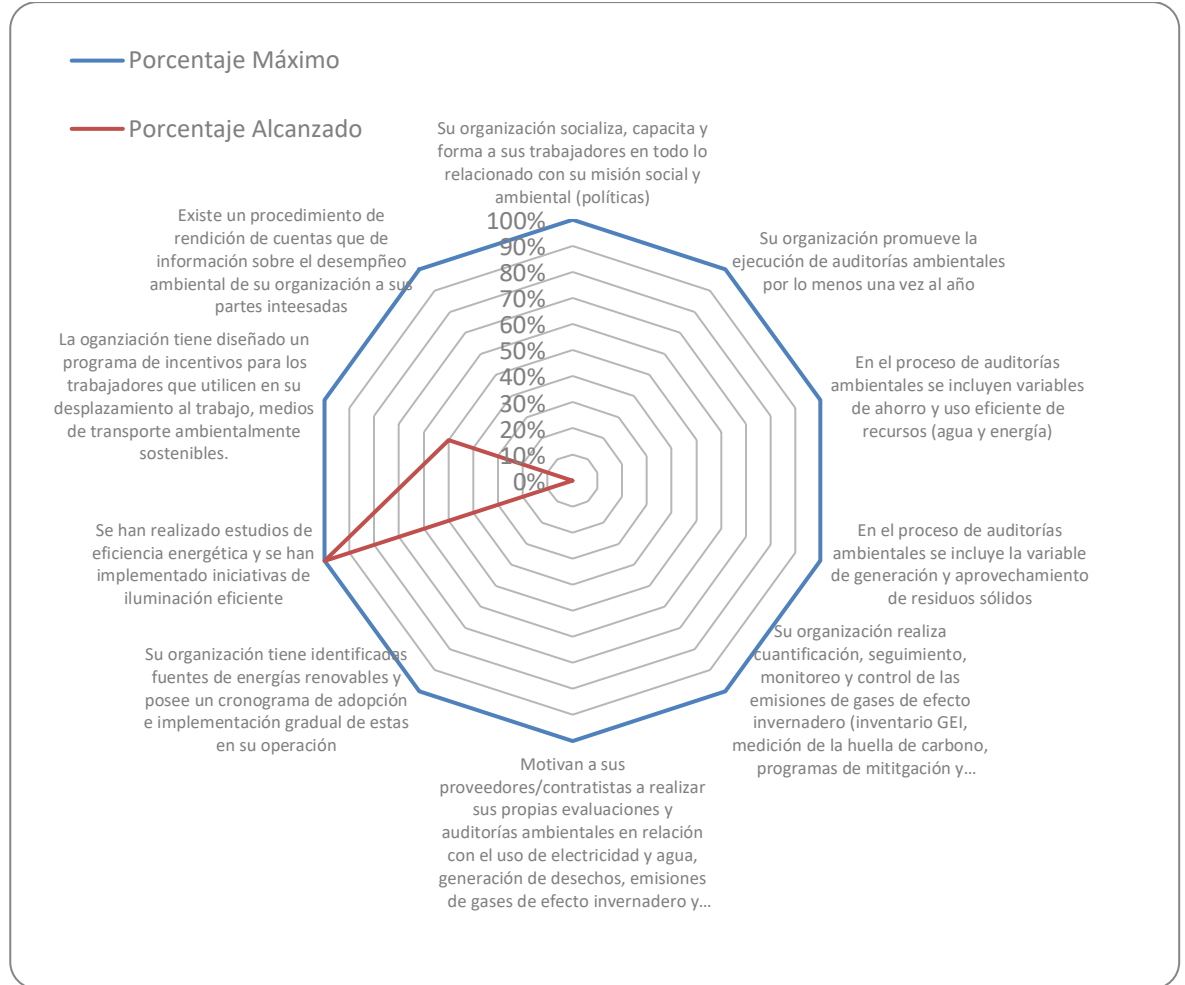 Porcentaje Máximo
Porcentaje Alcanzado
Su organización socializa, capacita y
forma a sus trabajadores en todo lo
relacionado con su misión social y
ambiental (políticas)
Su organización promueve la
ejecución de auditorías ambientales
por lo menos una vez al año
En el proceso de auditorías
ambientales se incluyen variables
de ahorro y uso eficiente de
recursos (agua y energía)
En el proceso de auditorías
ambientales se incluye la variable
de generación y aprovechamiento
de residuos sólidos
Su organización realiza
cuantificación, seguimiento,
monitoreo y control de las
emisiones de gases de efecto
invernadero (inventario GEI,
medición de la huella de carbono,
programas de mititgación y…
Motivan a sus
proveedores/contratistas a realizar
sus propias evaluaciones y
auditorías ambientales en relación
con el uso de electricidad y agua,
generación de desechos, emisiones
de gases de efecto invernadero y…
Su organización tiene identificadas
fuentes de energías renovables y
posee un cronograma de adopción
e implementación gradual de estas
en su operación
Se han realizado estudios de
eficiencia energética y se han
implementado iniciativas de
iluminación eficiente
La oganziación tiene diseñado un
programa de incentivos para los
trabajadores que utilicen en su
desplazamiento al trabajo, medios
de transporte ambientalmente
sostenibles.
Existe un procedimiento de
rendición de cuentas que de
información sobre el desempñeo
ambiental de su organización a sus
partes inteesadas
100%
90%
80%
70%
60%
50%
40%
30%
20%
10%
0%